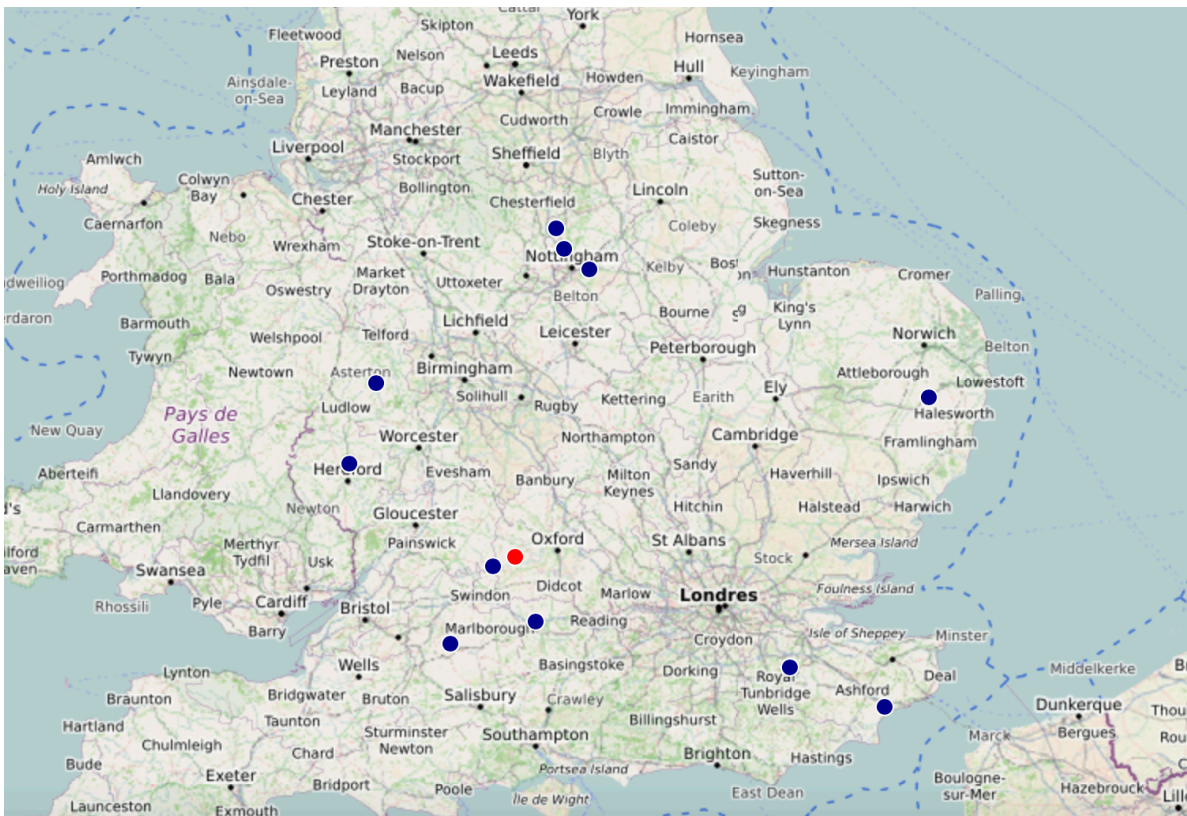 Cattal
York
Fleetwood
Skipton
Hornsea
Preston
Nelson
Leeds
Hull
Keyingham
Ainsdale-
on-Sea
Leyland
Bacup
Wakefield
Howden
Crowle
Immingham
Cudworth
Manchester
Caistor
Liverpool
Stockport
Sheffield
Blyth
Amlwch
Holy Island
Colwyn
Bay
Bollington
Lincoln
Sutton-
on-Sea
Chester
Chesterfield
Caernarfon
Nebo
Wrexham
Stoke-on-Trent
Coleby
Skegness
Nottingham
Kelby
Hunstanton
Cromer
dweiliog
Porthmadog
Bala
Oswestry
Market
Drayton
Uttoxeter
Belton
Palling
erdaron
Barmouth
Welshpool
Telford
Lichfield
Leicester
Bourne
King's
Lynn
Norwich
Belton
Tywyn
Newtown
Asterton
Birmingham
Peterborough
Attleborough
Lowestoft
Solihull
Rugby
Kettering
Earith
Ely
Halesworth
Pays de
Galles
Ludlow
New Quay
Worcester
Northampton
Cambridge
Framlingham
Aberteifi
Hereford
Evesham
Banbury
Milton
Keynes
Sandy
Haverhill
Ipswich
Llandovery
Newton
Hitchin
Halstead
Harwich
d's
Carmarthen
Gloucester
Painswick
Oxford
St Albans
Mersea Island
Merthyr
Tydfil
Usk
Stock
Swansea
Didcot
Marlow
Londres
Foulness Island
Rhossili
Pyle
Cardiff
Bristol
Swindon
Barry
Marlborough
Reading
Croydon
Isle of Sheppey
Minster
Lynton
Wells
Basingstoke
Dorking
Royal
Tunbridge
Wells
Ashford
Deal
Middelkerke
Braunton
Bridgwater
Bruton
Salisbury
Crawley
Dunkerque
Hartland
Taunton
Billingshurst
Bergues
Chulmleigh
Chard
Sturminster
Newton
Southampton
Brighton
Hastings
Marck
Bude
Exeter
Bridport
Poole
Portsea Island
Île de Wight
East Dean
Boulogne-
sur-Mer
Hazebrouck
Launceston
Exmouth